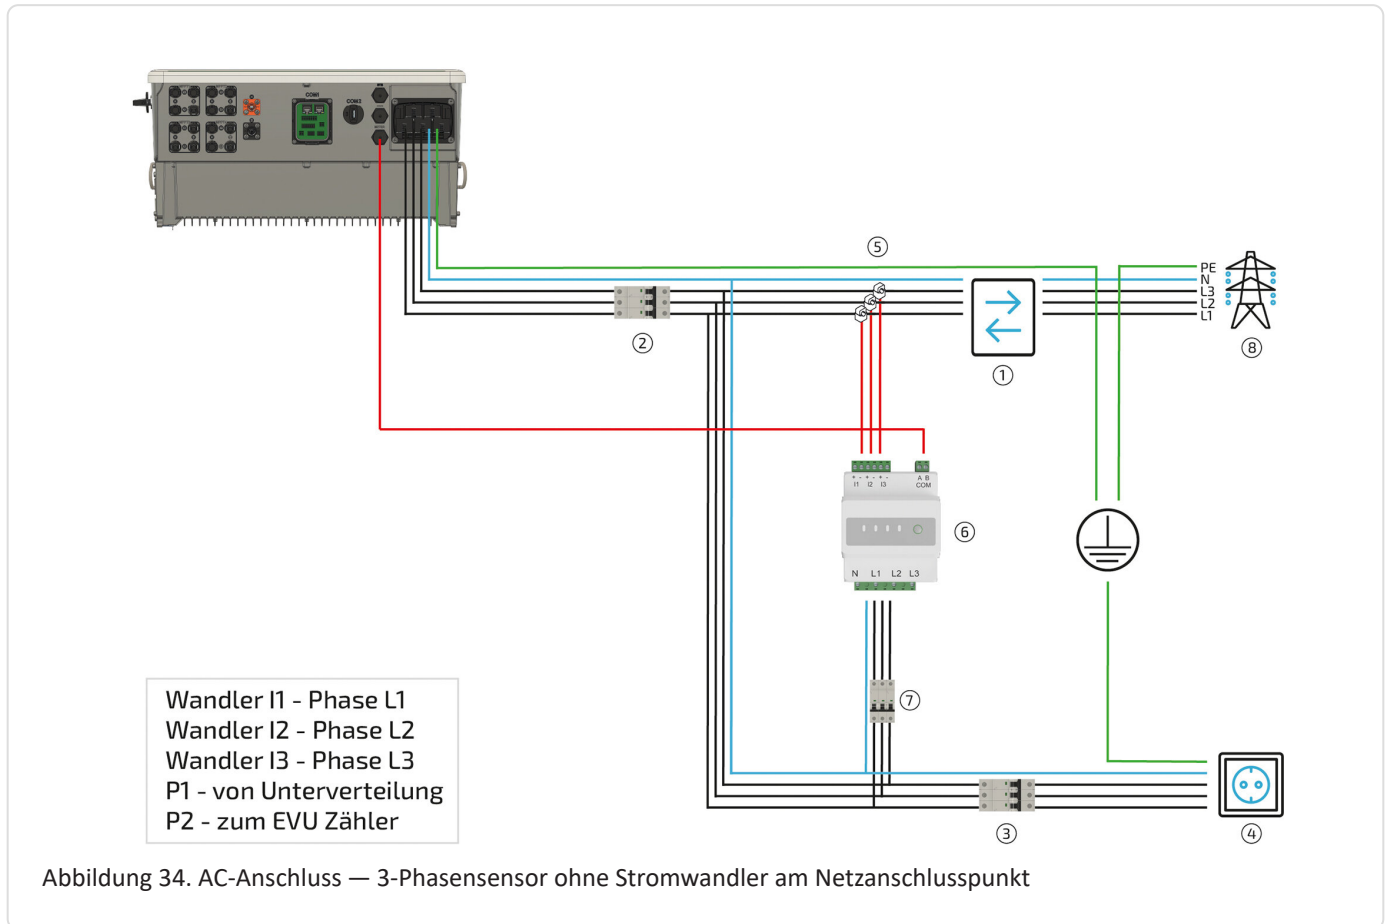 COM1
COM2
⑤
PE
N
L3
L2
L1
②
①
⑧
+ - + - + -
I1 I2 I3
A B
COM
⑥
N L1 L2 L3
⑦
Wandler I1 - Phase L1
Wandler I2 - Phase L2
Wandler I3 - Phase L3
P1 - von Unterverteilung
P2 - zum EVU Zähler
③
④
Abbildung 34. AC-Anschluss — 3-Phasensensor ohne Stromwandler am Netzanschlusspunkt